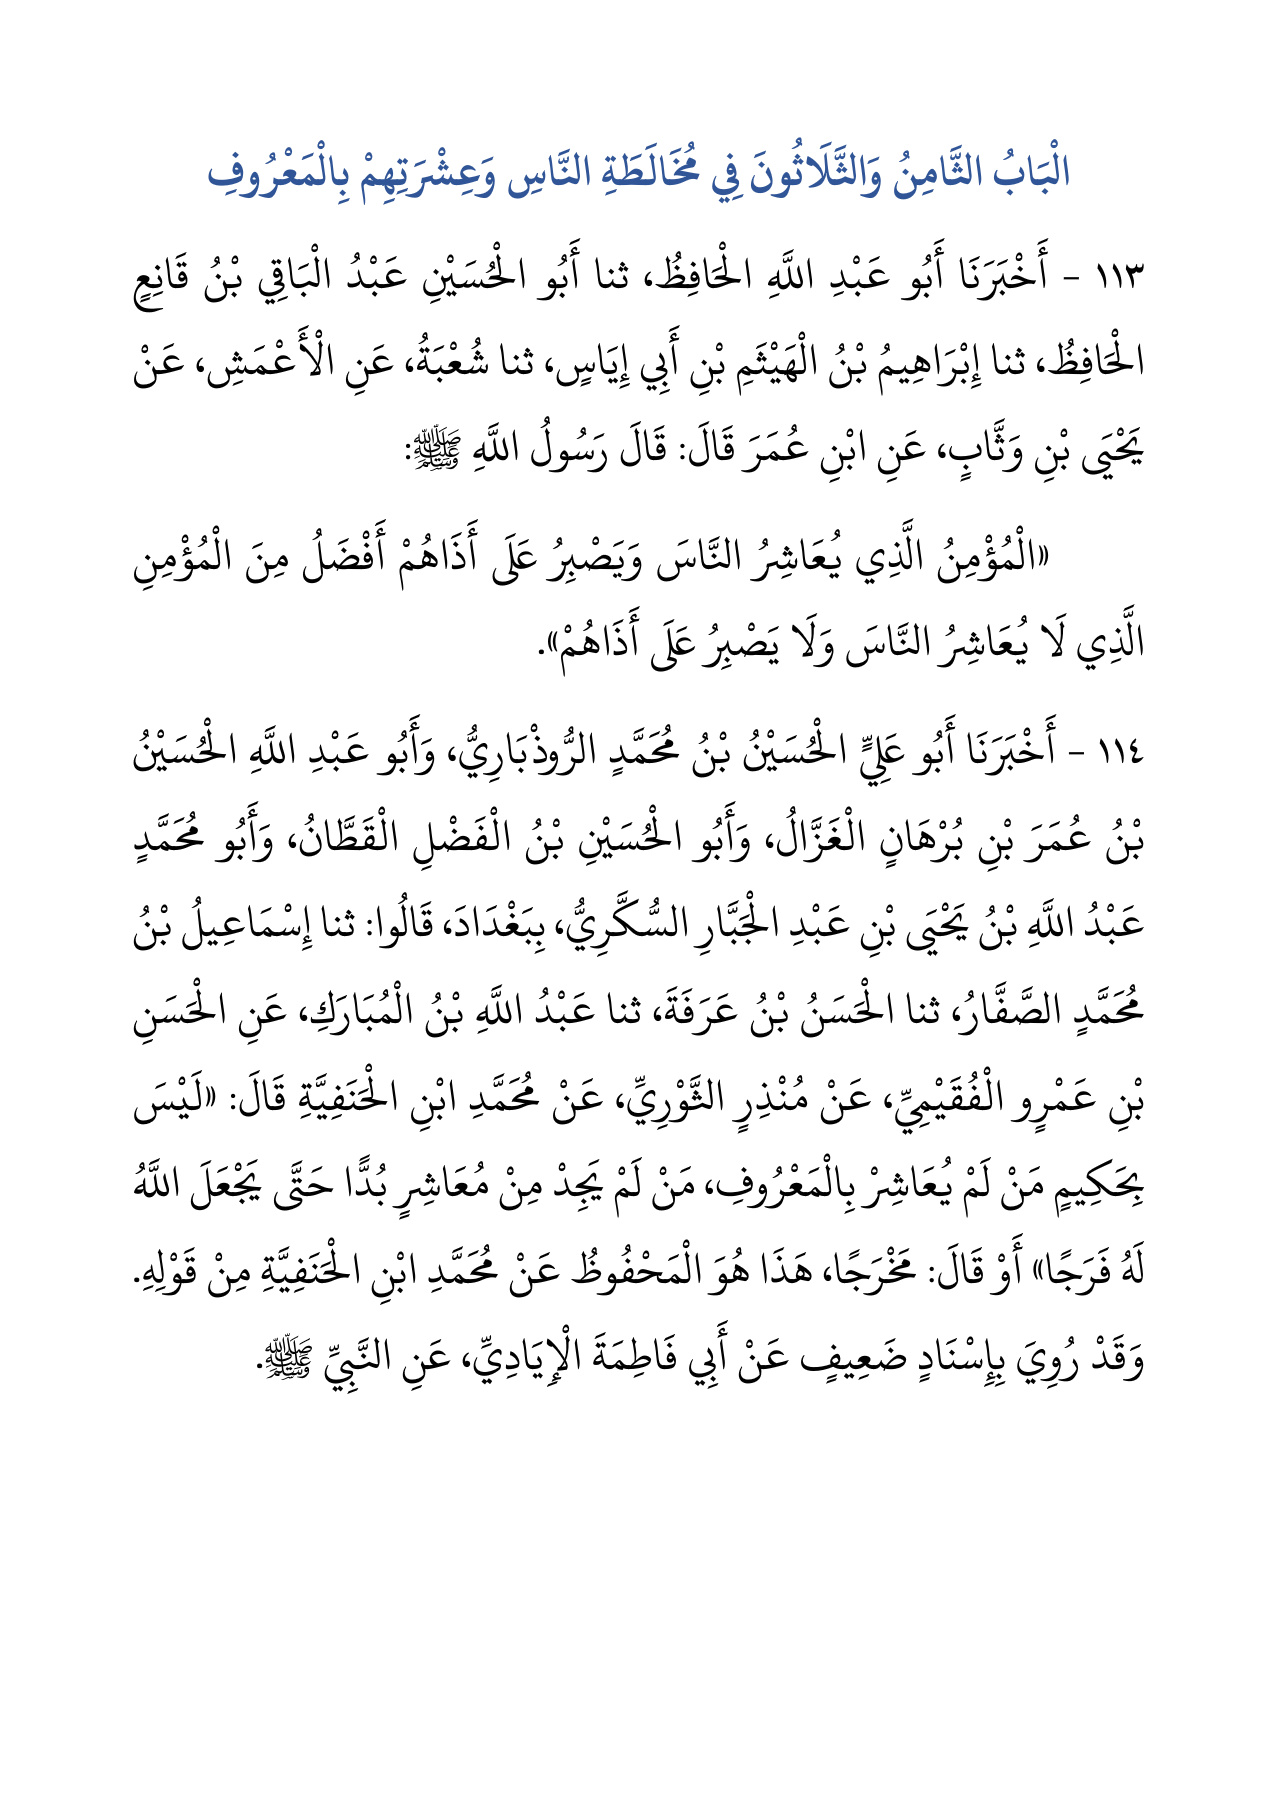 الْبَابُ الثَّامِنُ وَالثَّلَاثُونَ فِي مُخَالَطَةِ النَّاسِ وَعِشْرَتِهِمْ بِالْمَعْرُوفِ
١١٣ - أَخْبَرَنَا أَبُو عَبْدِ اللَّهِ الْحَافِظُ، ثنا أَبُو الْحُسَيْنِ عَبْدُ الْبَاقِي بْنُ قَانِعٍ
الْحَافِظُ، ثنا إِبْرَاهِيمُ بْنُ الْهَيْثَمِ بْنِ أَبِي إِيَاسٍ، ثنا شُعْبَةُ، عَنِ الْأَعْمَشِ، عَنْ
يَحْيَى بْنِ وَثَّابٍ، عَنِ ابْنِ عُمَرَ قَالَ: قَالَ رَسُولُ اللَّهِ ﷺ:
«الْمُؤْمِنُ الَّذِي يُعَاشِرُ النَّاسَ وَيَصْبِرُ عَلَى أَذَاهُمْ أَفْضَلُ مِنَ الْمُؤْمِنِ
الَّذِي لَا يُعَاشِرُ النَّاسَ وَلَا يَصْبِرُ عَلَى أَذَاهُمْ».
١١٤ - أَخْبَرَنَا أَبُو عَلِيٍّ الْحُسَيْنُ بْنُ مُحَمَّدٍ الرُّوذْبَارِيُّ، وَأَبُو عَبْدِ اللَّهِ الْحُسَيْنُ
بْنُ عُمَرَ بْنِ بُرْهَانٍ الْغَزَّالُ، وَأَبُو الْحُسَيْنِ بْنُ الْفَضْلِ الْقَطَّانُ، وَأَبُو مُحَمَّدٍ
عَبْدُ اللَّهِ بْنُ يَحْيَى بْنِ عَبْدِ الْجَبَّارِ السُّكَّرِيُّ، بِبَغْدَادَ، قَالُوا: ثنا إِسْمَاعِيلُ بْنُ
مُحَمَّدٍ الصَّفَّارُ، ثنا الْحَسَنُ بْنُ عَرَفَةَ، ثنا عَبْدُ اللَّهِ بْنُ الْمُبَارَكِ، عَنِ الْحَسَنِ
بْنِ عَمْرٍو الْفُقَيْمِيِّ، عَنْ مُنْذِرٍ الثَّوْرِيِّ، عَنْ مُحَمَّدِ ابْنِ الْحَنَفِيَّةِ قَالَ: «لَيْسَ
بِحَكِيمٍ مَنْ لَمْ يُعَاشِرْ بِالْمَعْرُوفِ، مَنْ لَمْ يَجِدْ مِنْ مُعَاشِرٍ بُدًّا حَتَّى يَجْعَلَ اللَّهُ
لَهُ فَرَجًا» أَوْ قَالَ: مَخْرَجًا، هَذَا هُوَ الْمَحْفُوظُ عَنْ مُحَمَّدِ ابْنِ الْحَنَفِيَّةِ مِنْ قَوْلِهِ.
وَقَدْ رُوِيَ بِإِسْنَادٍ ضَعِيفٍ عَنْ أَبِي فَاطِمَةَ الْإِيَادِيِّ، عَنِ النَّبِيِّ ﷺ.